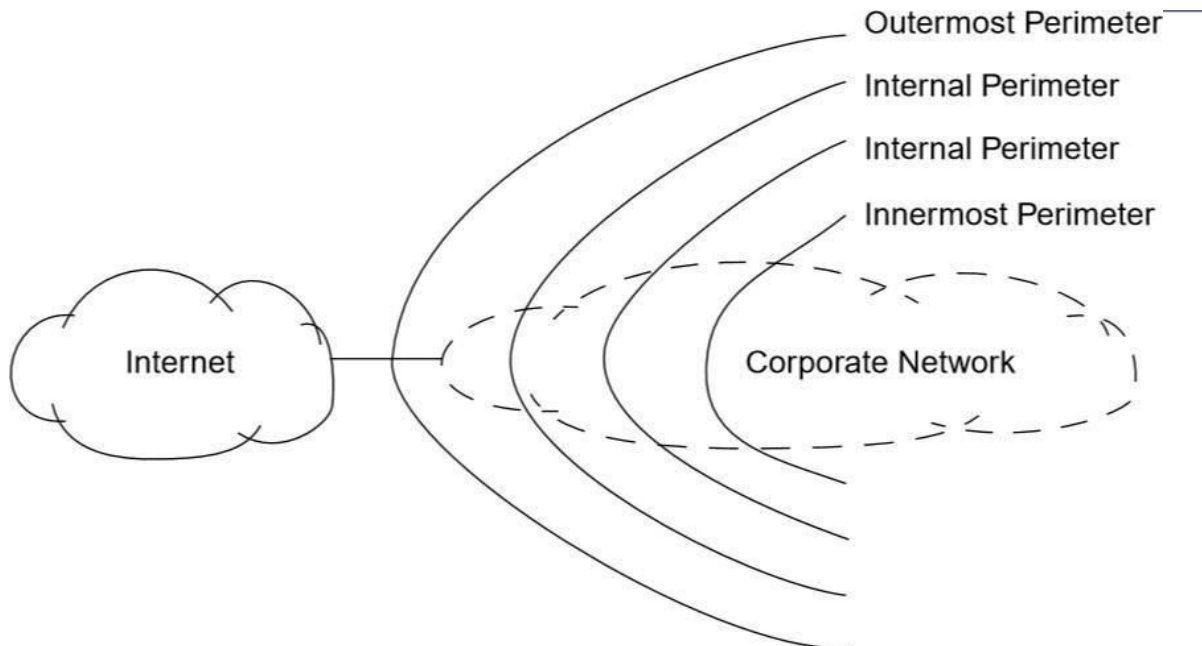 Outermost Perimeter
Internal Perimeter
Internal Perimeter
Innermost Perimeter
Internet
Corporate Network